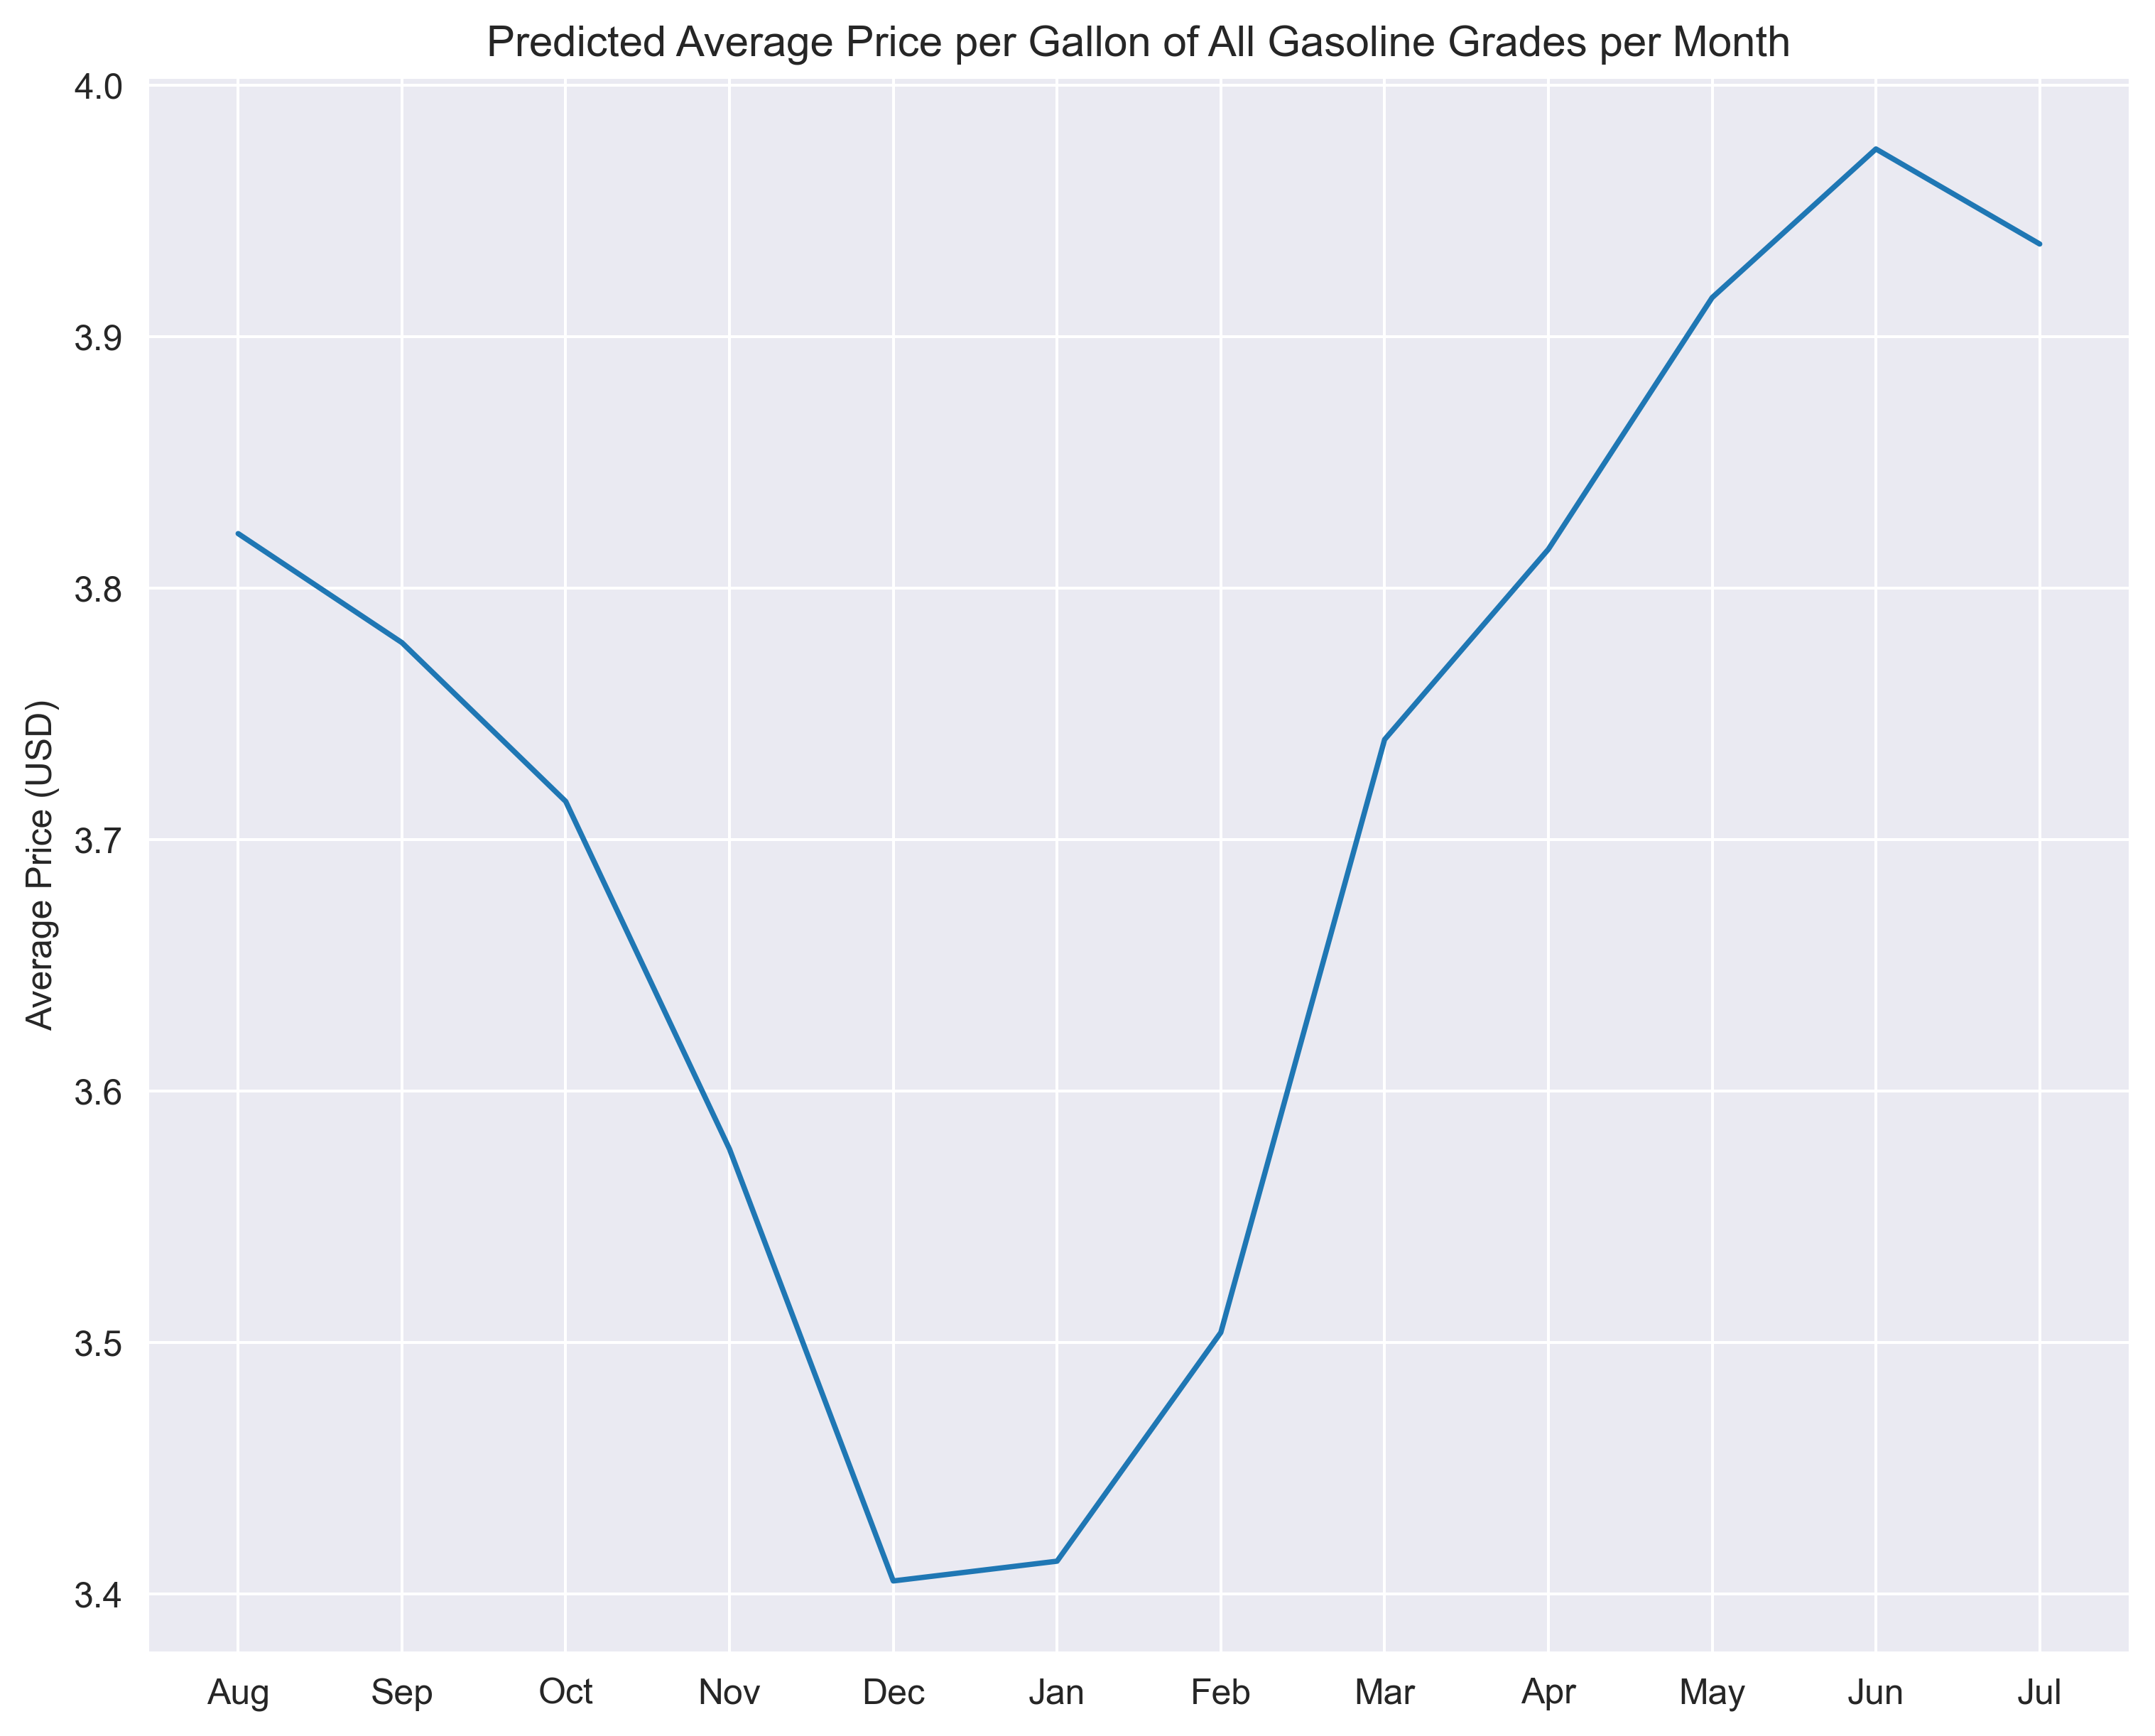 Predicted Average Price per Gallon of All Gasoline Grades per Month
4.0
3.9
3.8
3.7
3.6
3.5
3.4
Average Price (USD)
Aug Sep Oct Nov Dec Jan Feb Mar Apr May Jun Jul